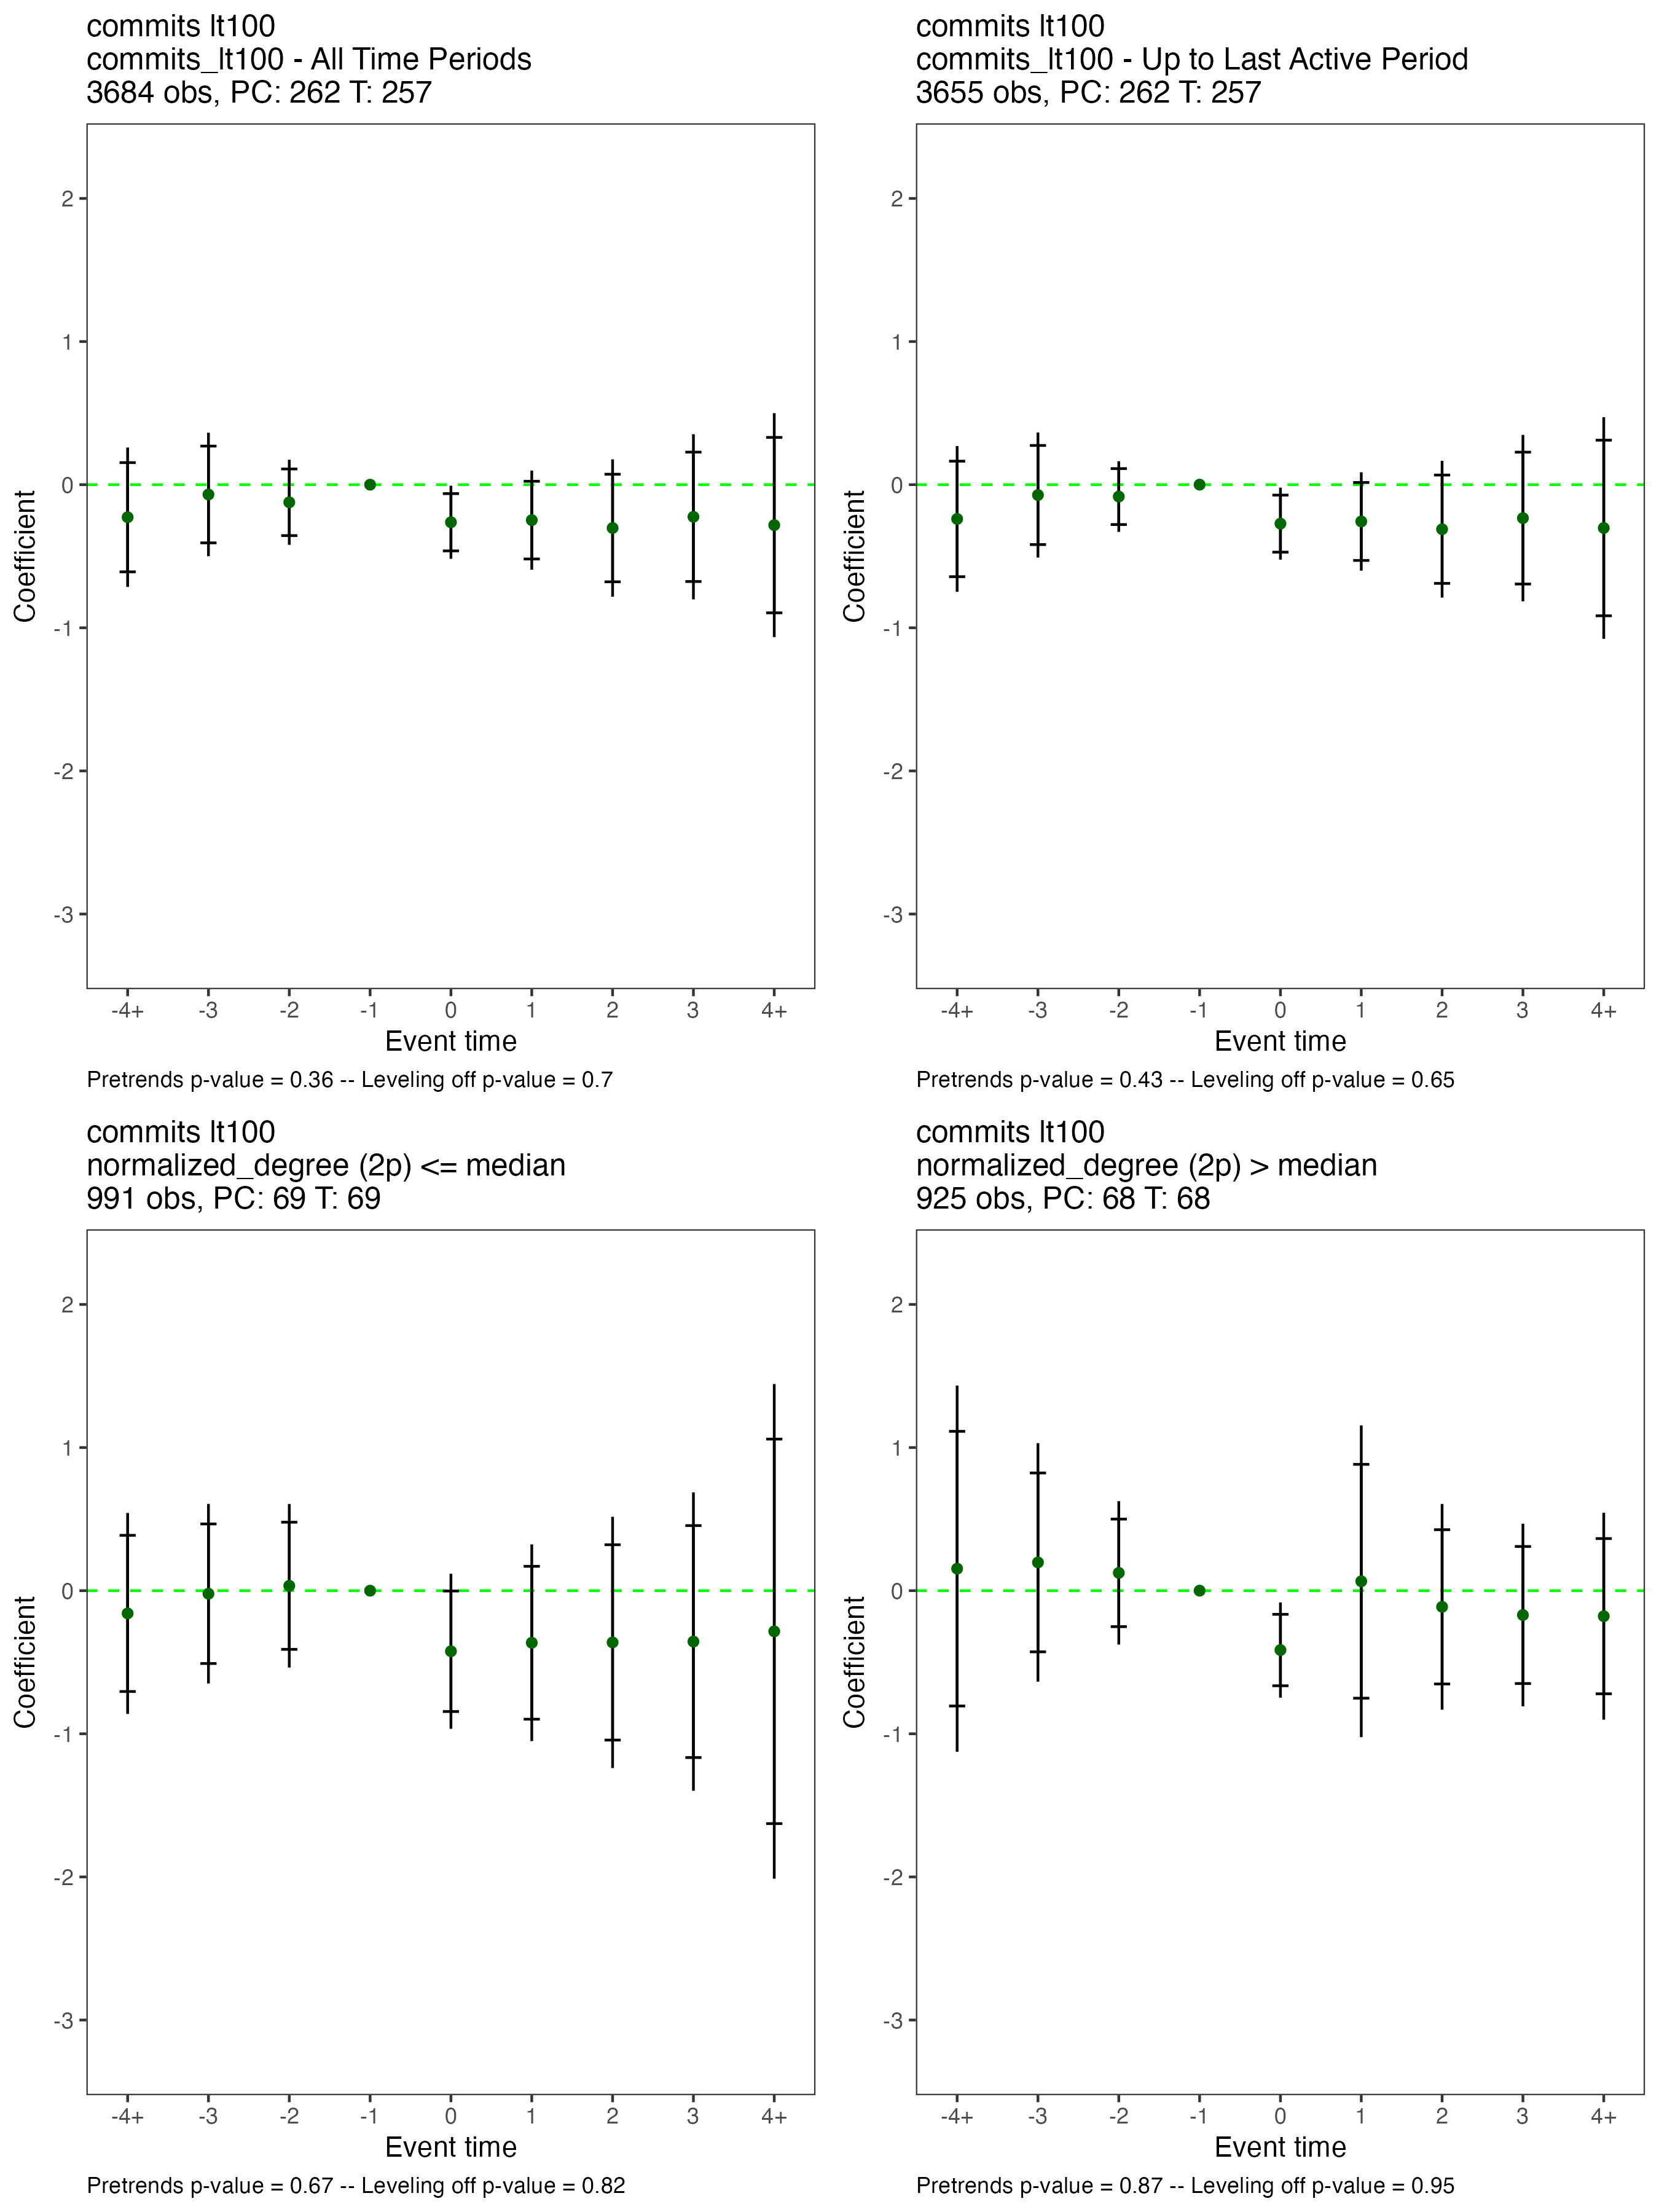 commits lt100
commits_lt100 - All Time Periods
3684 obs, PC: 262 T: 257
2
1
0
-1
-2
-3
Coefficient
-4+ -3 -2 -1 0 1 2 3 4+
Event time
Pretrends p-value = 0.36 -- Leveling off p-value = 0.7
commits lt100
commits_lt100 - Up to Last Active Period
3655 obs, PC: 262 T: 257
2
1
0
-1
-2
-3
Coefficient
-4+ -3 -2 -1 0 1 2 3 4+
Event time
Pretrends p-value = 0.43 -- Leveling off p-value = 0.65
commits lt100
normalized_degree (2p) <= median
991 obs, PC: 69 T: 69
2
1
0
-1
-2
-3
Coefficient
-4+ -3 -2 -1 0 1 2 3 4+
Event time
Pretrends p-value = 0.67 -- Leveling off p-value = 0.82
commits lt100
normalized_degree (2p) > median
925 obs, PC: 68 T: 68
2
1
0
-1
-2
-3
Coefficient
-4+ -3 -2 -1 0 1 2 3 4+
Event time
Pretrends p-value = 0.87 -- Leveling off p-value = 0.95